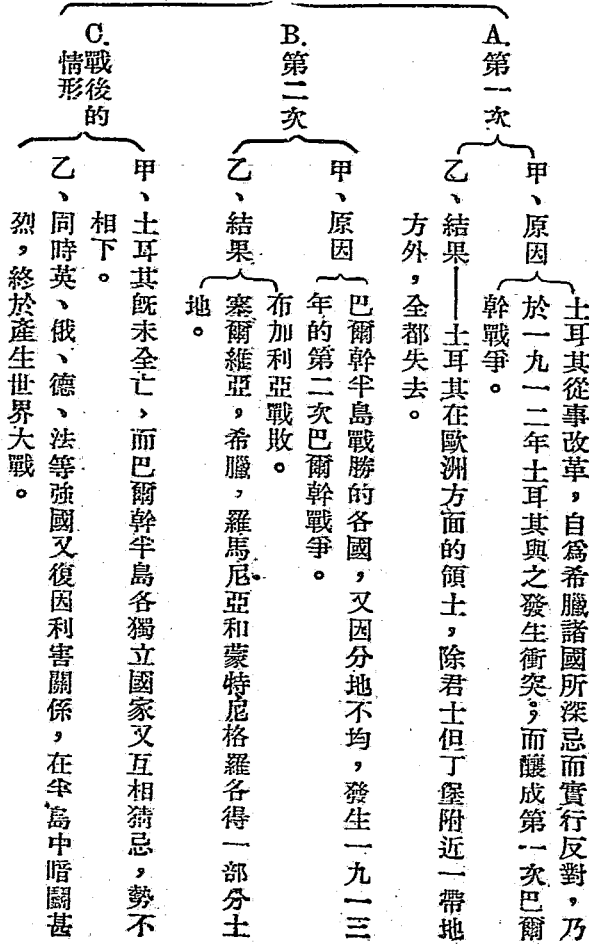 A.第一次
甲、原因
土耳其從事改革，自爲希臘諸國所深忌而實行反對，乃
於一九一二年土耳其與之發生衝突；而釀成第一次巴爾
幹戰爭。
乙、結果——土耳其在歐洲方面的領土，除君士但丁堡附近一帶地
方外，全都失去。
B.第二次
甲、原因
巴爾幹半島戰勝的各國，又因分地不均，發生一九一三
年的第二次巴爾幹戰爭。
乙、結果
布加利亞戰敗。
塞爾維亞，希臘，羅馬尼亞和蒙特尼格羅各得一部分土
地。
C.戰後的
情形
甲、土耳其旣未全亡，而巴爾幹半島各獨立國家又互相猜忌，勢不
相下。
乙、同時英、俄、德、法等強國又復因利害關係，在半島中暗鬭甚
烈，終於產生世界大戰。